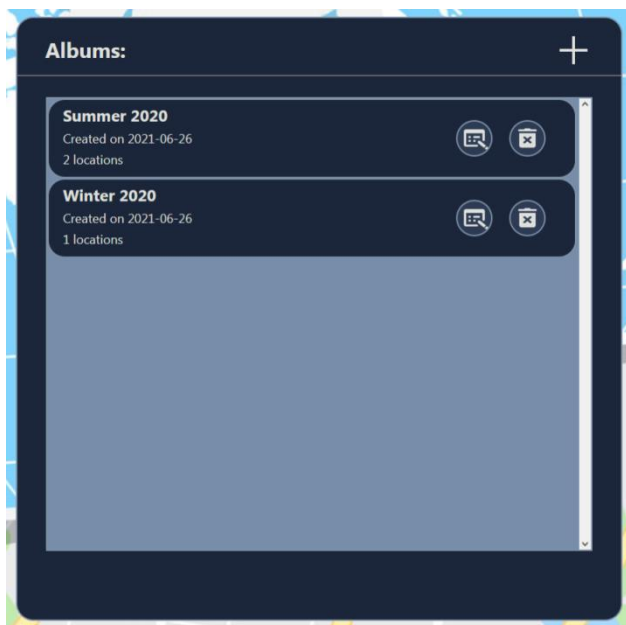 Albums:
Summer 2020
Created on 2021-06-26
2 locations
Winter 2020
Created on 2021-06-26
1 locations